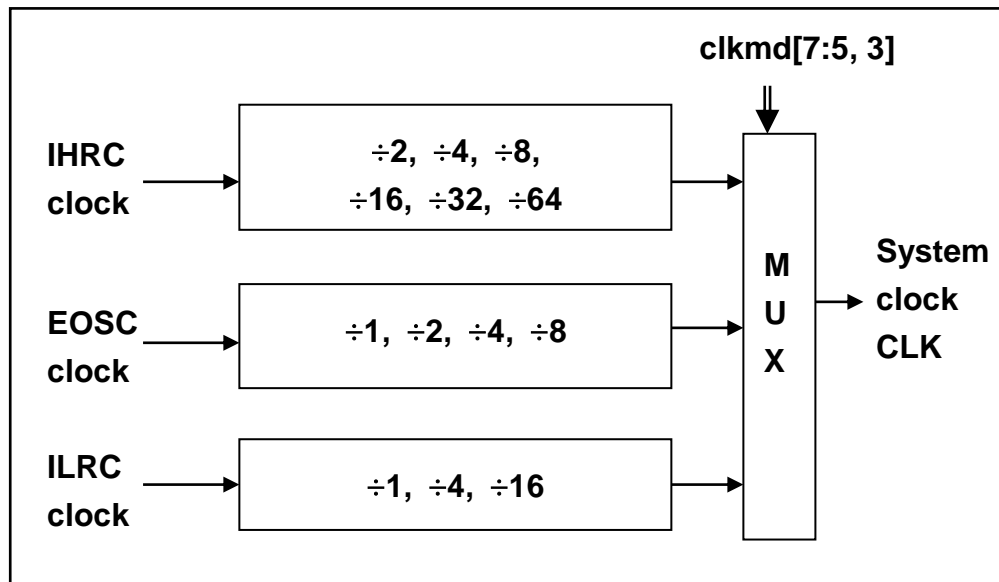 clkmd[7:5, 3]
IHRC
clock
÷2, ÷4, ÷8,
÷16, ÷32, ÷64
EOSC
clock
÷1, ÷2, ÷4, ÷8
ILRC
clock
÷1, ÷4, ÷16
M
U
X
System
clock
CLK